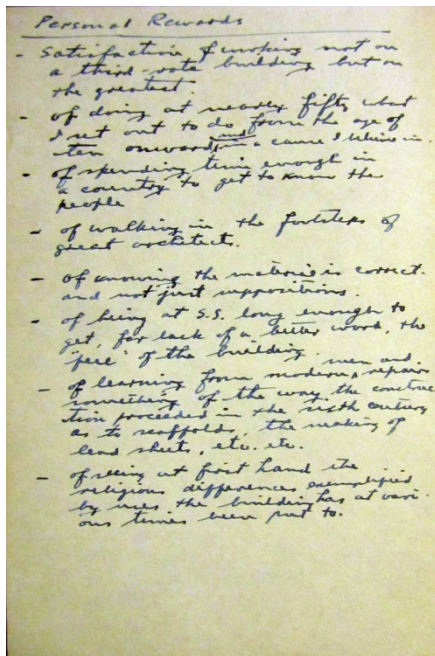 Personal Rewards
- Satisfaction of working not on
a third rate building but on
the greatest.
- of doing at nearly fifty what
I set out to do from the age of
ten onward, and in a cause I believe in.
- of spending time enough in
a country to get to know the
people
- of walking in the footsteps of
great architects.
- of knowing the material is correct.
and not just suppositions.
- of being at S.S. long enough to
get, for lack of a better word, the
"feel" of the building.
- of learning from modern men and repairs
something of the way the construc
tion proceeded in the sixth century
as to scaffolds, the making of
lead sheets, etc. etc.
- of seeing at first hand the
religious differences exemplified
by uses the building has at vari-
ous times been put to.